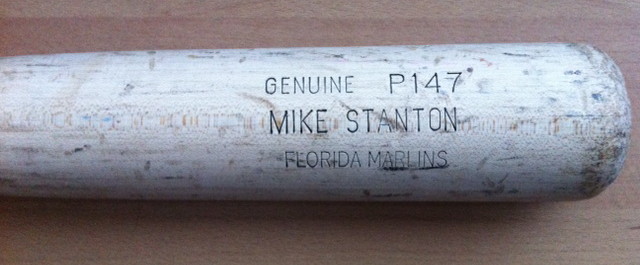 GENUINE P147
MIKE STANTON
FLORIDA MARLINS